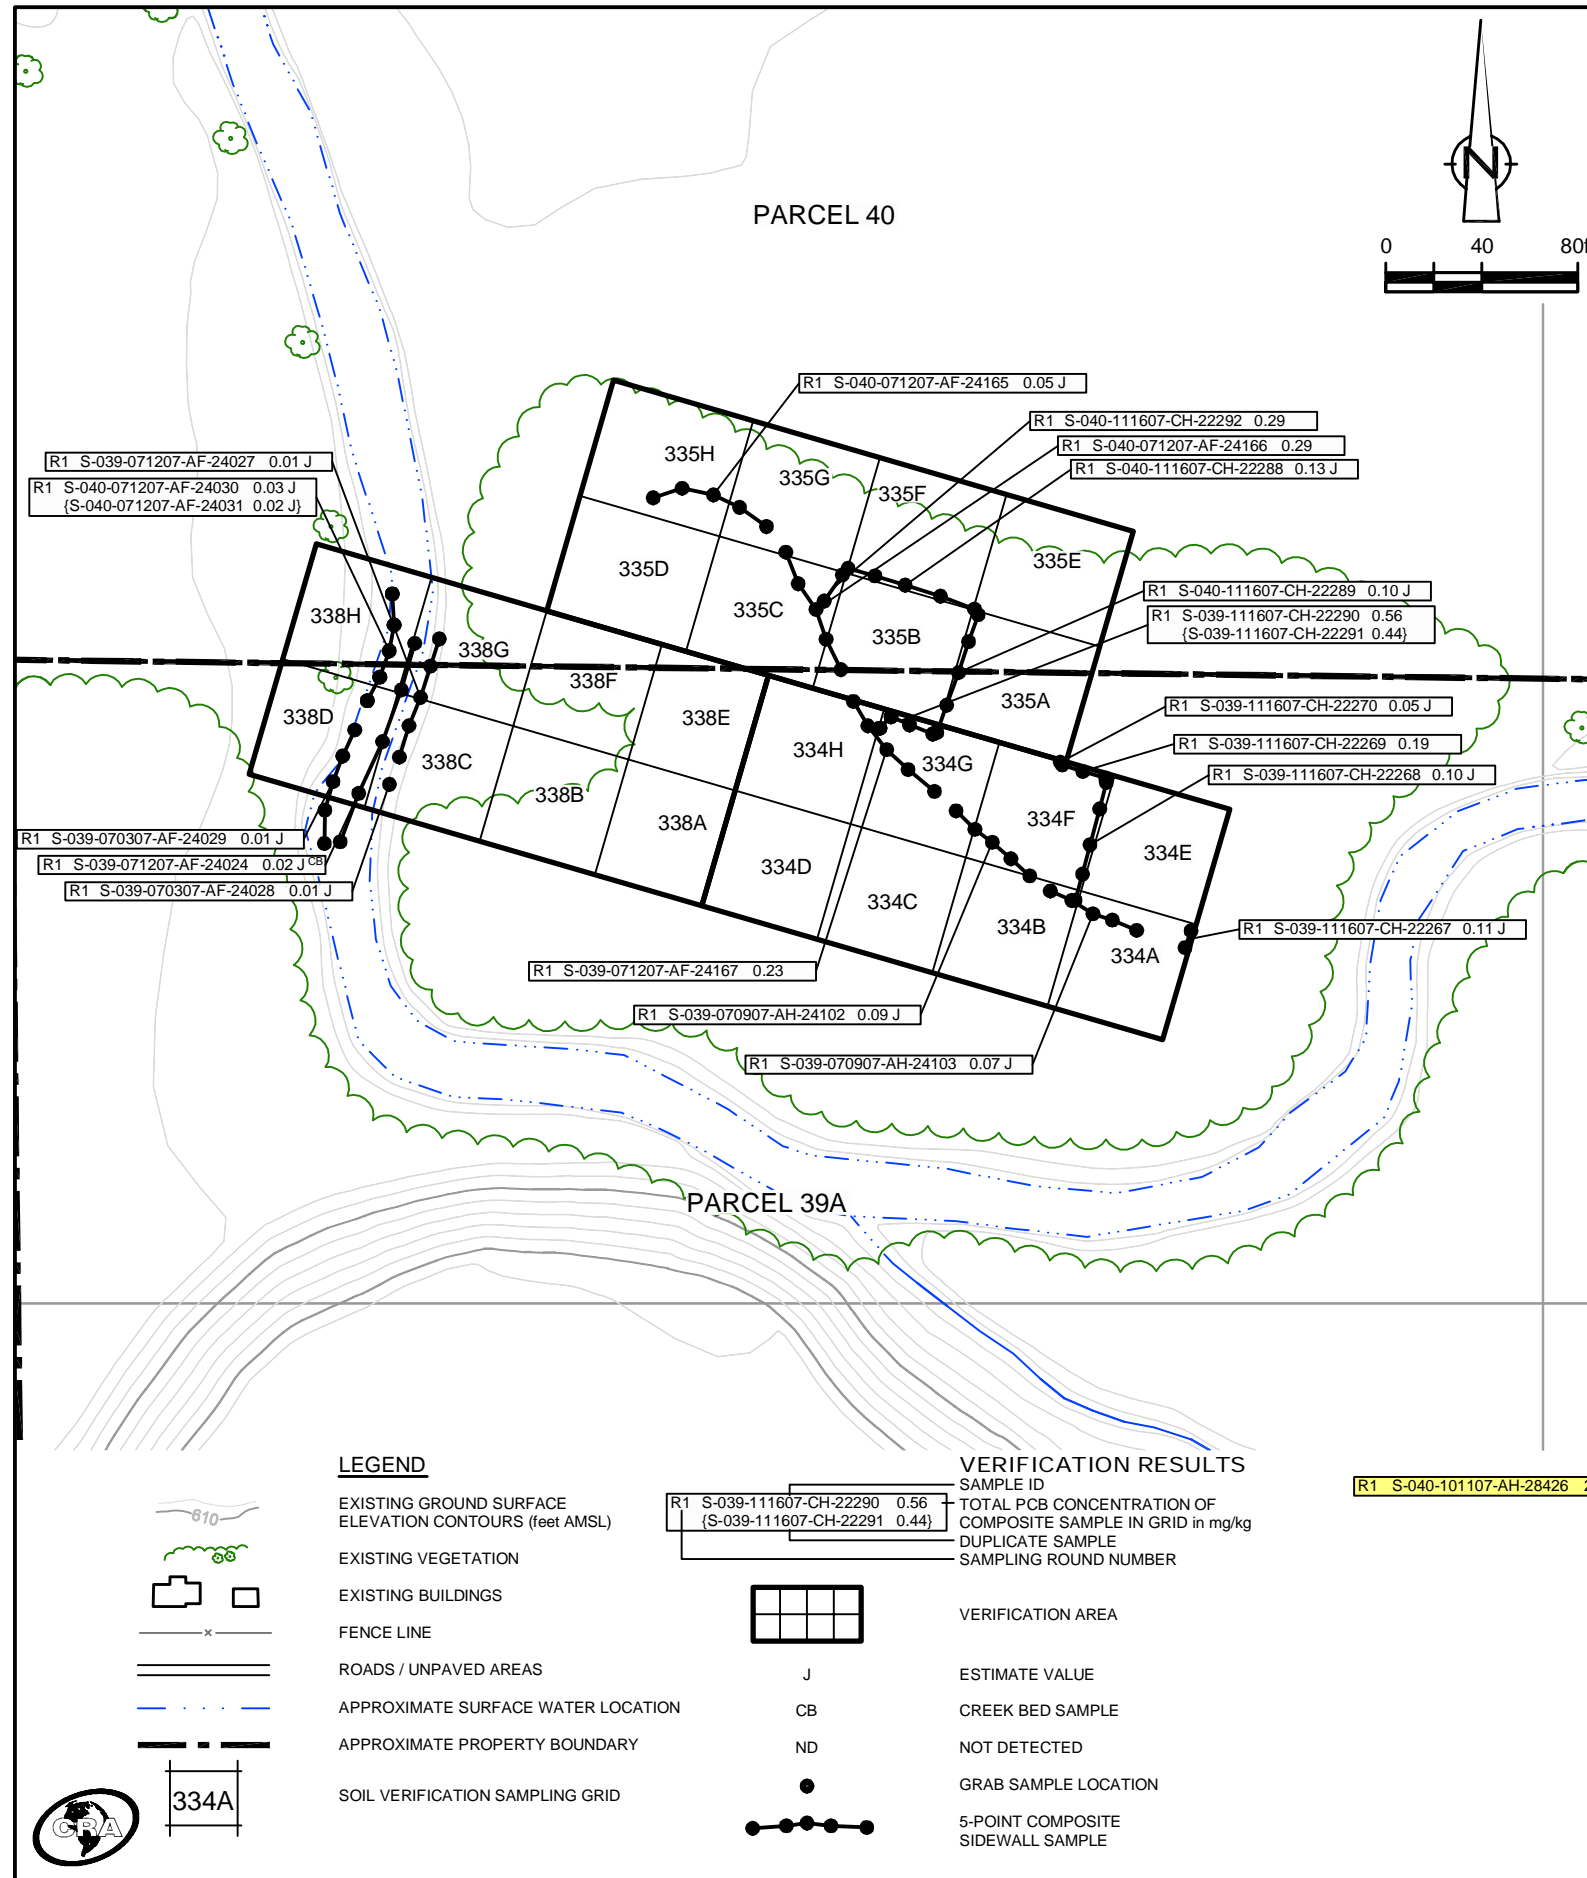 PARCEL 40
0 40 80f
R1 S-040-071207-AF-24165 0.05 J
R1 S-040-111607-CH-22292 0.29
R1 S-040-071207-AF-24166 0.29
R1 S-040-111607-CH-22288 0.13 J
R1 S-039-071207-AF-24027 0.01 J
R1 S-040-071207-AF-24030 0.03 J
{S-040-071207-AF-24031 0.02 J}
335H
335G
335F
335E
335D
335C
335B
335A
R1 S-040-111607-CH-22289 0.10 J
R1 S-039-111607-CH-22290 0.56
{S-039-111607-CH-22291 0.44}
338H
338G
338F
338E
338D
338C
338B
338A
R1 S-039-111607-CH-22270 0.05 J
R1 S-039-111607-CH-22269 0.19
R1 S-039-111607-CH-22268 0.10 J
334H
334G
334F
334E
334D
334C
334B
334A
R1 S-039-070307-AF-24029 0.01 J
R1 S-039-071207-AF-24024 0.02 J CB
R1 S-039-070307-AF-24028 0.01 J
R1 S-039-111607-CH-22267 0.11 J
R1 S-039-071207-AF-24167 0.23
R1 S-039-070907-AH-24102 0.09 J
R1 S-039-070907-AH-24103 0.07 J
PARCEL 39A
LEGEND
610
EXISTING GROUND SURFACE
ELEVATION CONTOURS (feet AMSL)
EXISTING VEGETATION
EXISTING BUILDINGS
FENCE LINE
x
ROADS / UNPAVED AREAS
APPROXIMATE SURFACE WATER LOCATION
APPROXIMATE PROPERTY BOUNDARY
334A
SOIL VERIFICATION SAMPLING GRID
CRA
VERIFICATION RESULTS
R1 S-039-111607-CH-22290 0.56
{S-039-111607-CH-22291 0.44}
SAMPLE ID
TOTAL PCB CONCENTRATION OF
COMPOSITE SAMPLE IN GRID in mg/kg
DUPLICATE SAMPLE
SAMPLING ROUND NUMBER
VERIFICATION AREA
J ESTIMATE VALUE
CB CREEK BED SAMPLE
ND NOT DETECTED
GRAB SAMPLE LOCATION
5-POINT COMPOSITE
SIDEWALL SAMPLE
R1 S-040-101107-AH-28426